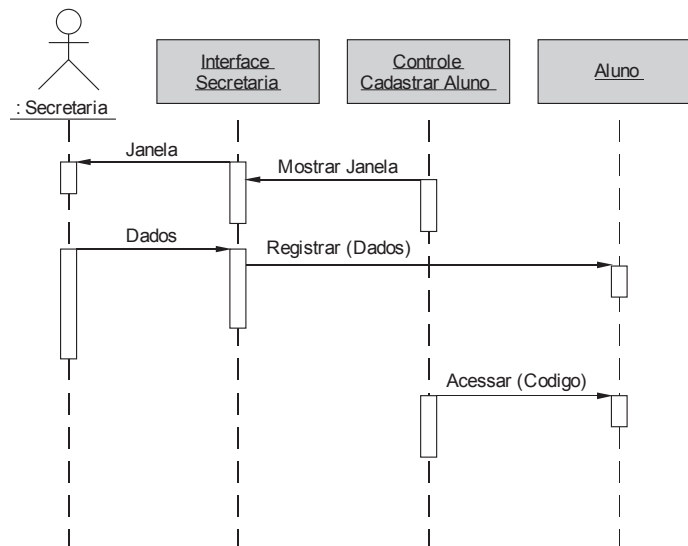 : Secretaria
Interface
Secretaria
Controle
Cadastrar Aluno
Aluno
Janela
Mostrar Janela
Dados
Registrar (Dados)
Acessar (Codigo)